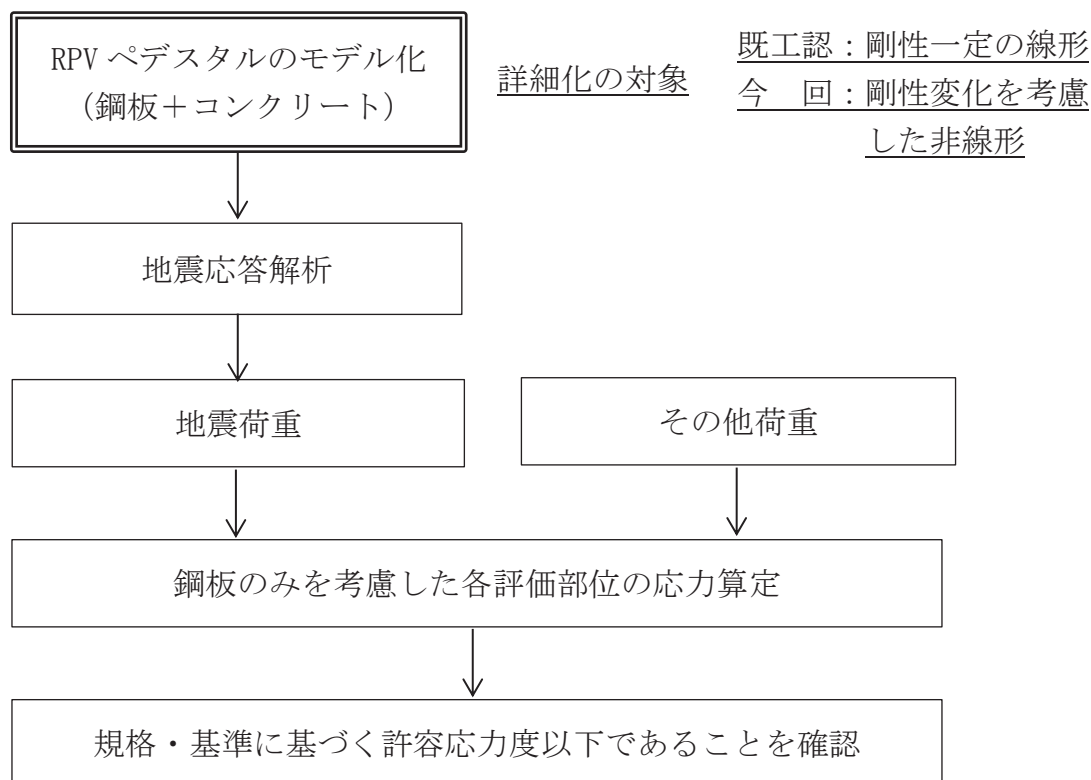 RPV ペデスタルのモデル化
(鋼板＋コンクリート)
詳細化の対象
既工認：剛性一定の線形
今　回：剛性変化を考慮
した非線形
地震応答解析
地震荷重
その他荷重
鋼板のみを考慮した各評価部位の応力算定
規格・基準に基づく許容応力度以下であることを確認